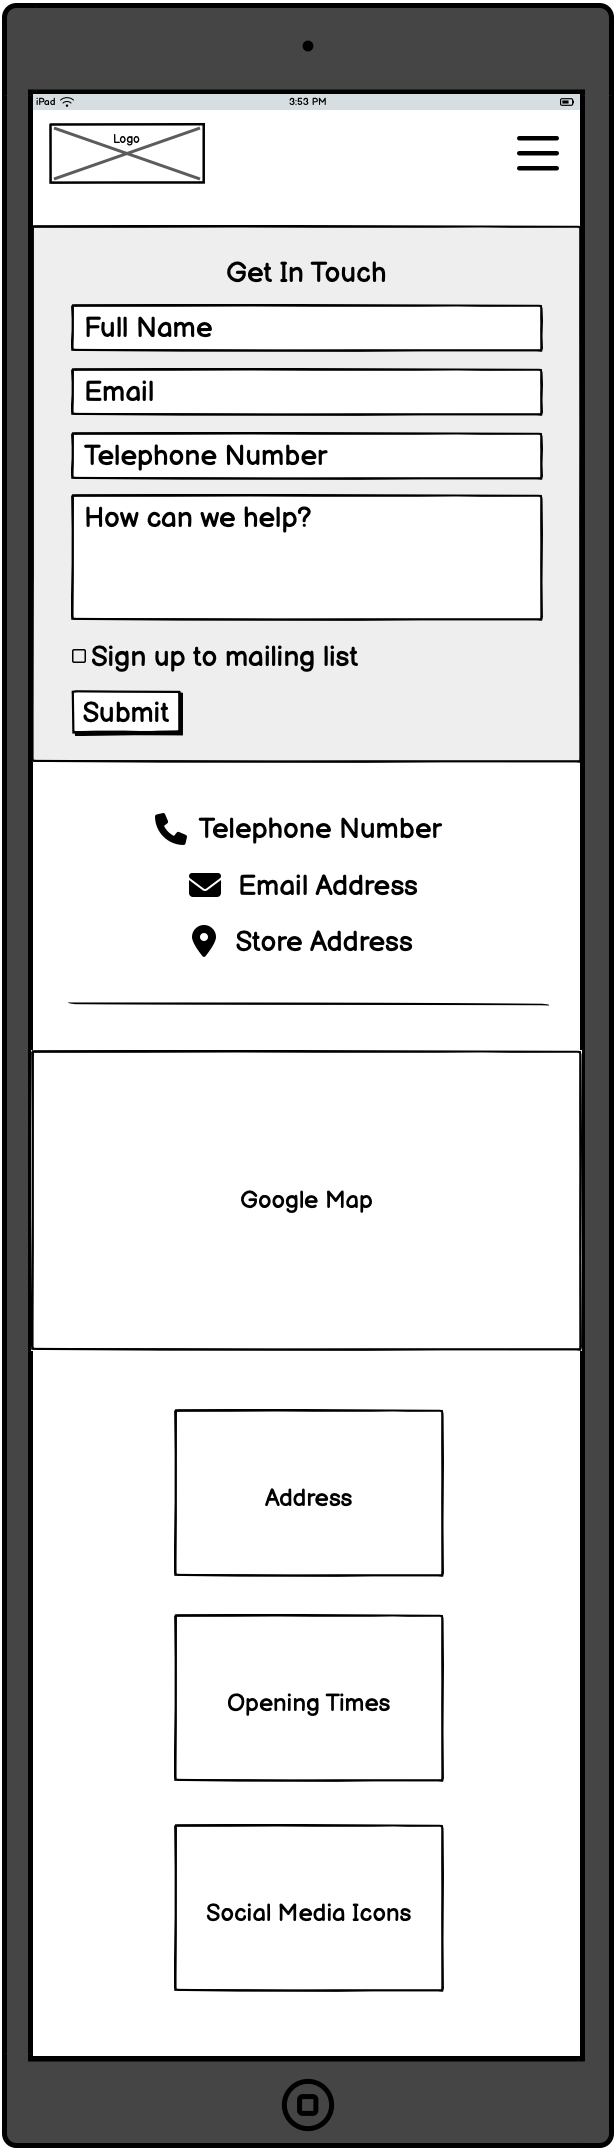 iPad 3:53 PM
Logo
Get In Touch
Full Name
Email
Telephone Number
How can we help?
Sign up to mailing list
Submit
Telephone Number
Email Address
Store Address
Google Map
Address
Opening Times
Social Media Icons